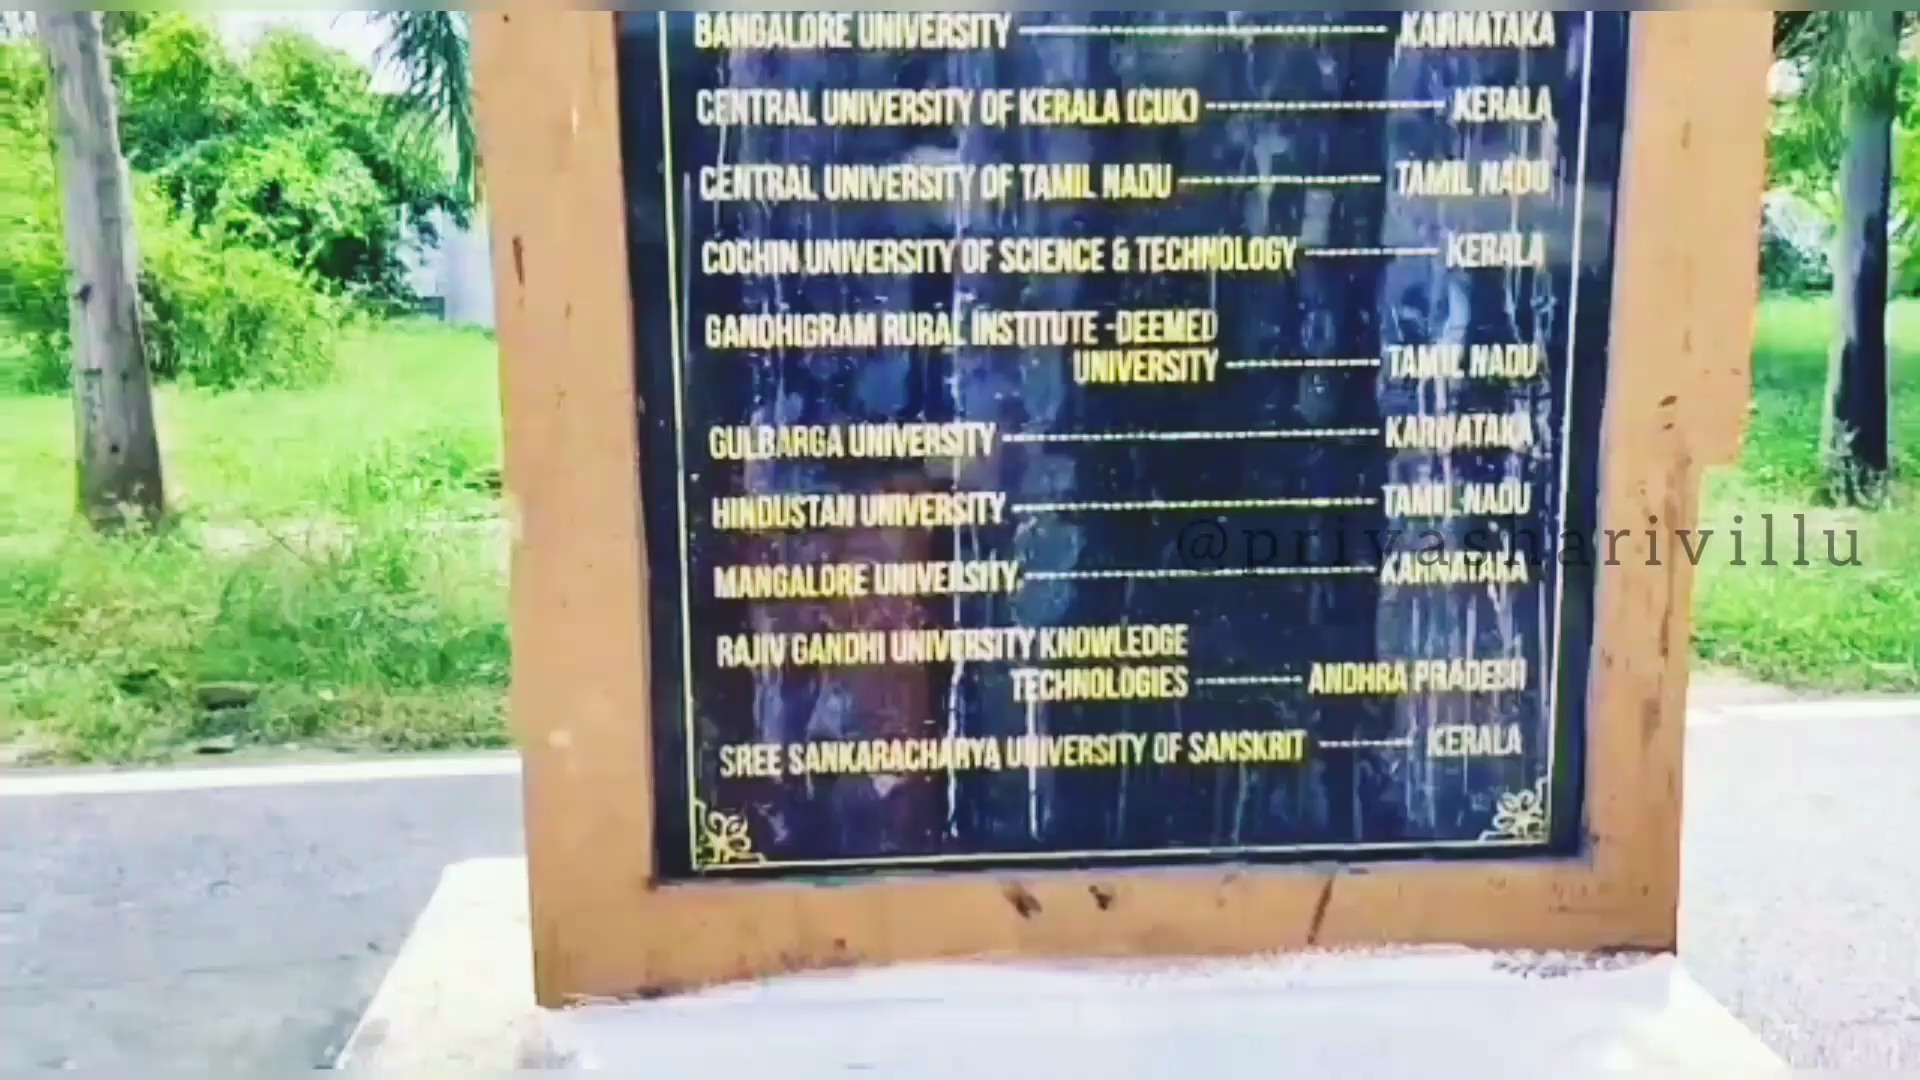 BANGALORE UNIVERSITY ---------- KARNATAKA
CENTRAL UNIVERSITY OF KERALA (CUK) ---------- KERALA
CENTRAL UNIVERSITY OF TAMIL NADU ---------- TAMIL NADU
COCHIN UNIVERSITY OF SCIENCE & TECHNOLOGY ---------- KERALA
GANDHIGRAM RURAL INSTITUTE -DEEMED
UNIVERSITY ---------- TAMIL NADU
GULBARGA UNIVERSITY ---------- KARNATAKA
HINDUSTAN UNIVERSITY ---------- TAMIL NADU
@priyasharivillu
MANGALORE UNIVERSITY ---------- KARNATAKA
RAJIV GANDHI UNIVERSITY KNOWLEDGE
TECHNOLOGIES ---------- ANDHRA PRADESH
SREE SANKARACHARYA UNIVERSITY OF SANSKRIT ---------- KERALA